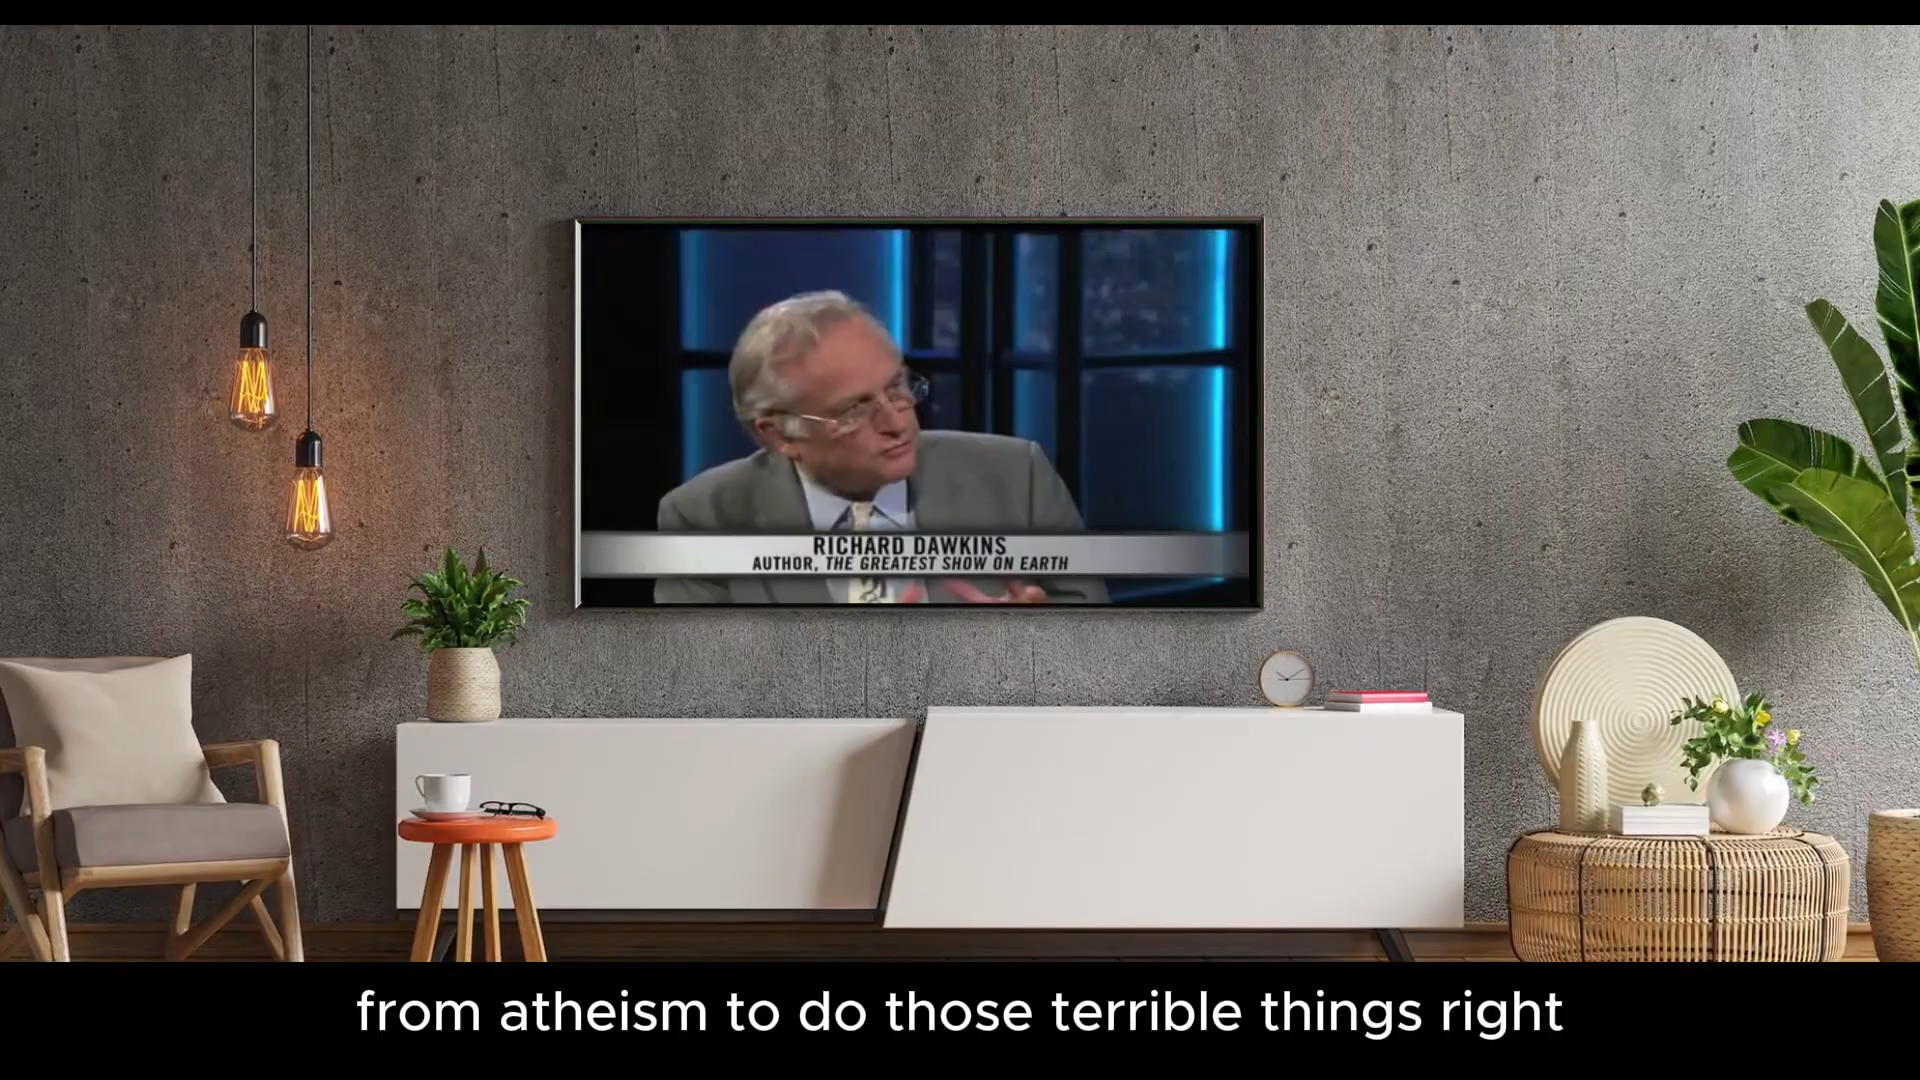 RICHARD DAWKINS
AUTHOR, THE GREATEST SHOW ON EARTH
from atheism to do those terrible things right